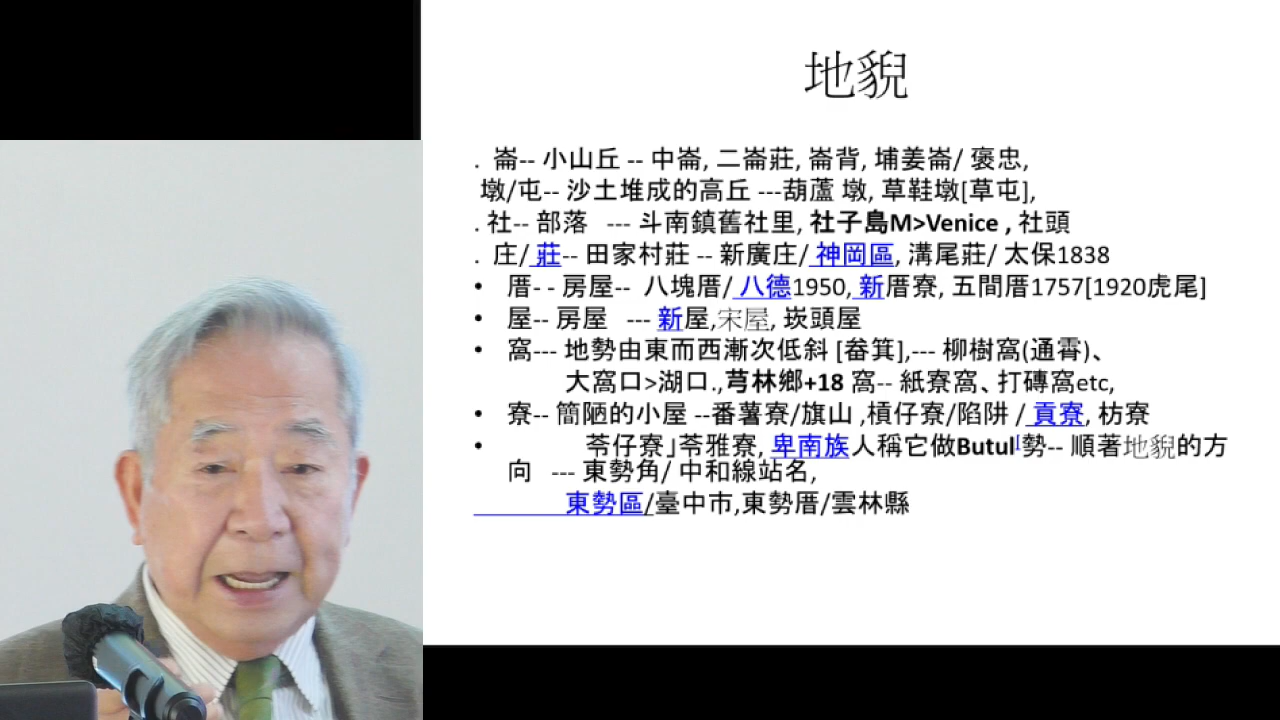 地貌
. 崙-- 小山丘 -- 中崙, 二崙莊, 崙背, 埔姜崙/ 褒忠,
墩/屯-- 沙土堆成的高丘 ---葫蘆 墩, 草鞋墩[草屯],
. 社-- 部落 --- 斗南鎮舊社里, 社子島M>Venice , 社頭
. 庄/ 莊-- 田家村莊 -- 新廣庄/ 神岡區, 溝尾莊/ 太保1838
• 厝- - 房屋-- 八塊厝/ 八德1950, 新厝寮, 五間厝1757[1920虎尾]
• 屋-- 房屋 --- 新屋,宋屋, 崁頭屋
• 窩--- 地勢由東而西漸次低斜 [畚箕],--- 柳樹窩(通霄)、
大窩口>湖口.,芎林鄉+18 窩-- 紙寮窩、打磚窩etc,
• 寮-- 簡陋的小屋 --番薯寮/旗山 ,槓仔寮/陷阱 / 貢寮, 枋寮
• 苓仔寮」苓雅寮, 卑南族人稱它做Butul[勢-- 順著地貌的方
向 --- 東勢角/ 中和線站名,
東勢區/臺中市,東勢厝/雲林縣